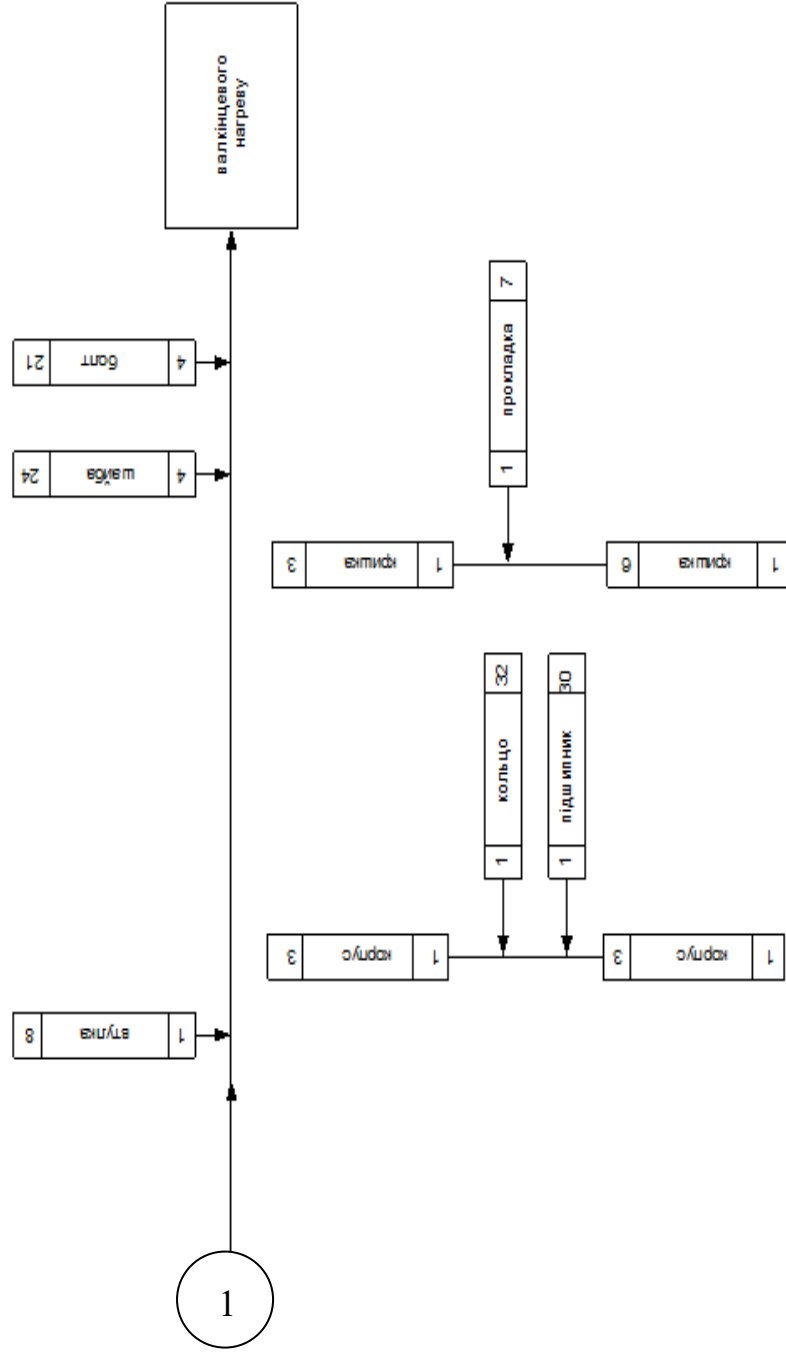 валкінцевого
нагреву
21
болт
4
24
шайба
4
прокладка
7
1
3
кришка
1
6
кришка
1
кольцо
32
1
підшипник
30
1
3
корпус
1
3
корпус
1
8
втулка
1
1